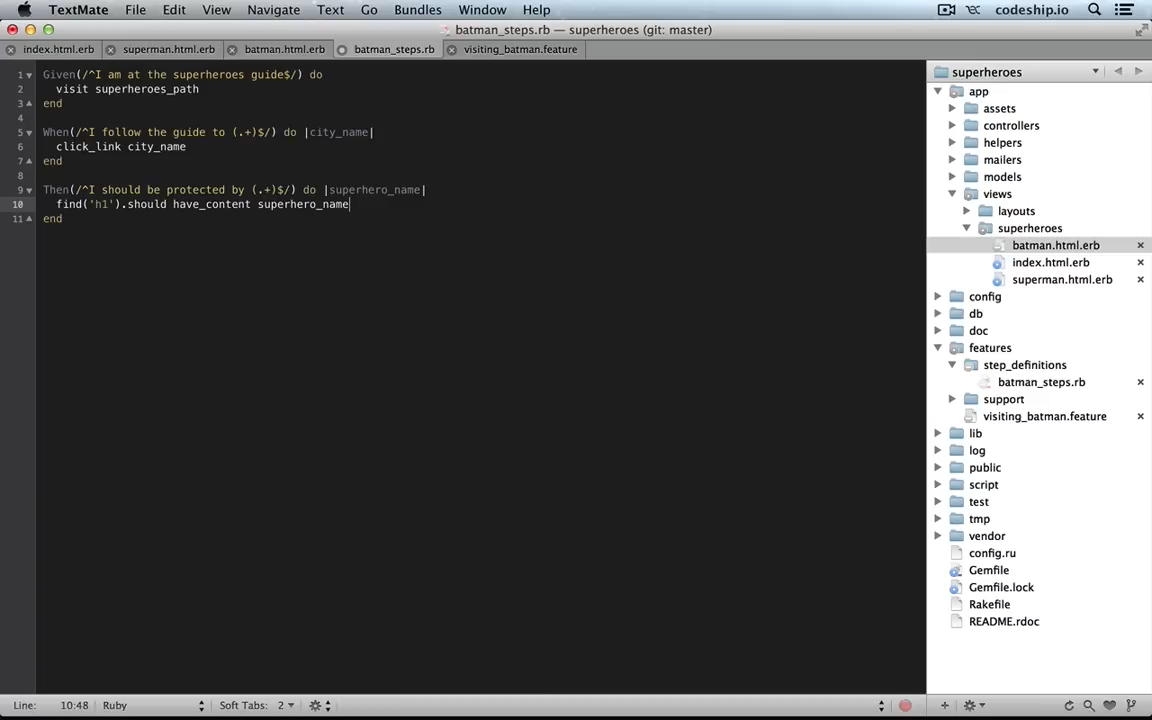 TextMate File Edit View Navigate Text Go Bundles Window Help codeship.io
batman_steps.rb — superheroes (git: master)
index.html.erb superman.html.erb batman.html.erb batman_steps.rb visiting_batman.feature
1 Given(/^I am at the superheroes guide$/) do
2 visit superheroes_path
3 end
4
5 When(/^I follow the guide to (.+)$/) do |city_name|
6 click_link city_name
7 end
8
9 Then(/^I should be protected by (.+)$/) do |superhero_name|
10 find('h1').should have_content superhero_name
11 end
superheroes
app
assets
controllers
helpers
mailers
models
views
layouts
superheroes
batman.html.erb
index.html.erb
superman.html.erb
config
db
doc
features
step_definitions
batman_steps.rb
support
visiting_batman.feature
lib
log
public
script
test
tmp
vendor
config.ru
Gemfile
Gemfile.lock
Rakefile
README.rdoc
Line: 10:48 Ruby Soft Tabs: 2